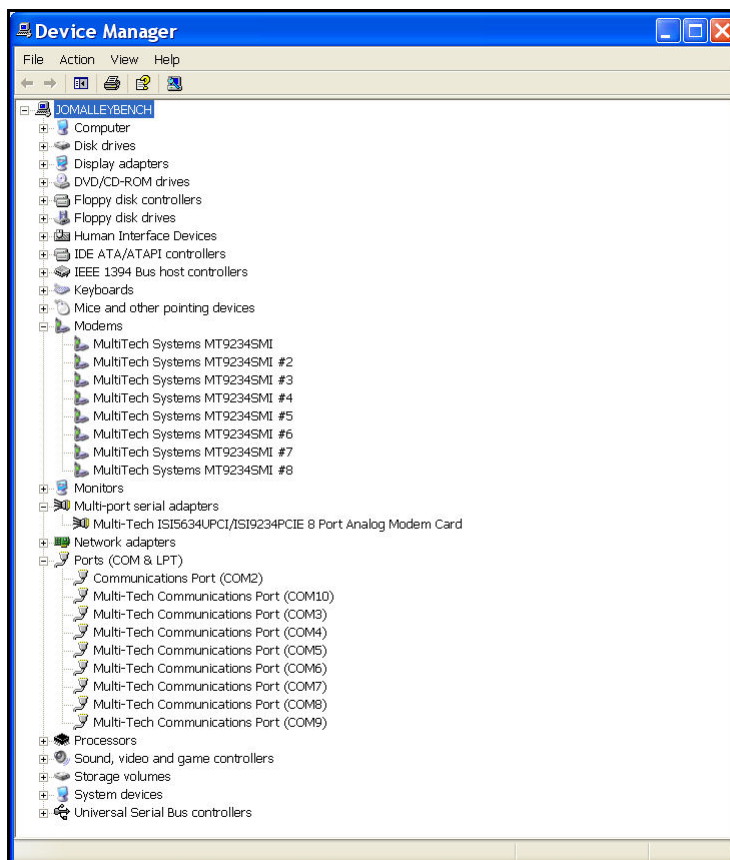 Device Manager
File Action View Help
JOMALLEYBENCH
Computer
Disk drives
Display adapters
DVD/CD-ROM drives
Floppy disk controllers
Floppy disk drives
Human Interface Devices
IDE ATA/ATAPI controllers
IEEE 1394 Bus host controllers
Keyboards
Mice and other pointing devices
Modems
MultiTech Systems MT9234SMI
MultiTech Systems MT9234SMI #2
MultiTech Systems MT9234SMI #3
MultiTech Systems MT9234SMI #4
MultiTech Systems MT9234SMI #5
MultiTech Systems MT9234SMI #6
MultiTech Systems MT9234SMI #7
MultiTech Systems MT9234SMI #8
Monitors
Multi-port serial adapters
Multi-Tech ISI5634UPCI/ISI9234PCIE 8 Port Analog Modem Card
Network adapters
Ports (COM & LPT)
Communications Port (COM2)
Multi-Tech Communications Port (COM10)
Multi-Tech Communications Port (COM3)
Multi-Tech Communications Port (COM4)
Multi-Tech Communications Port (COM5)
Multi-Tech Communications Port (COM6)
Multi-Tech Communications Port (COM7)
Multi-Tech Communications Port (COM8)
Multi-Tech Communications Port (COM9)
Processors
Sound, video and game controllers
Storage volumes
System devices
Universal Serial Bus controllers